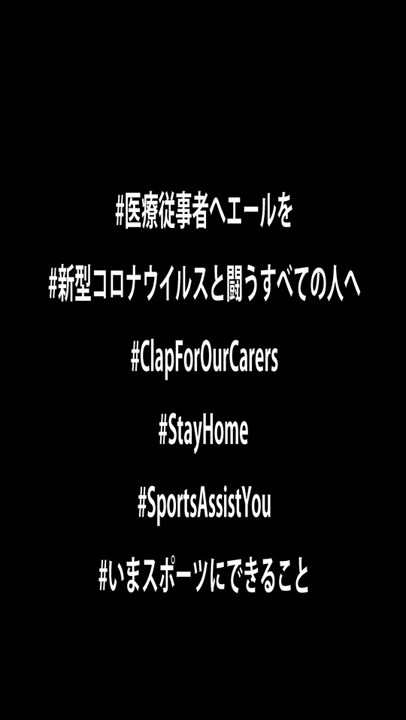 #医療従事者へエールを
#新型コロナウイルスと闘うすべての人へ
#ClapForOurCarers
#StayHome
#SportsAssistYou
#いまスポーツにできること